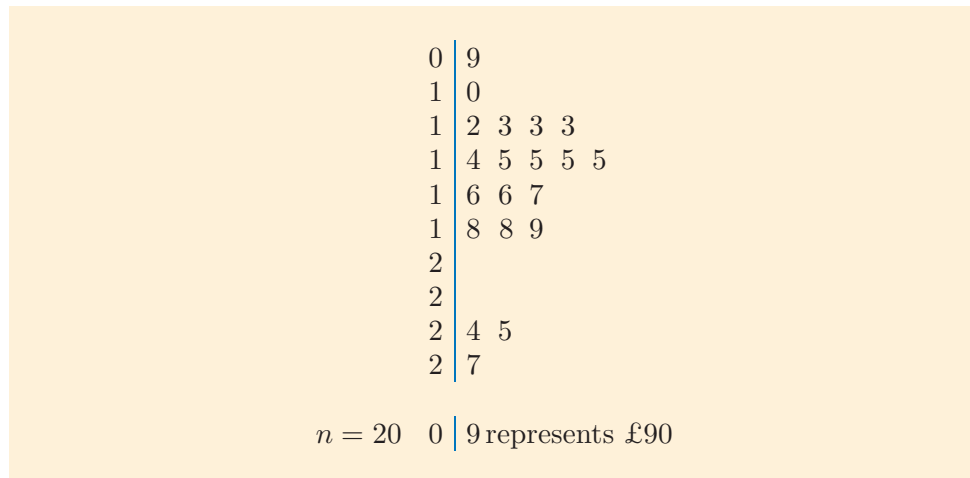 0 | 9
1 | 0
1 | 2 3 3 3
1 | 4 5 5 5 5
1 | 6 6 7
1 | 8 8 9
2 |
2 |
2 | 4 5
2 | 7
n = 20 0 | 9 represents £90